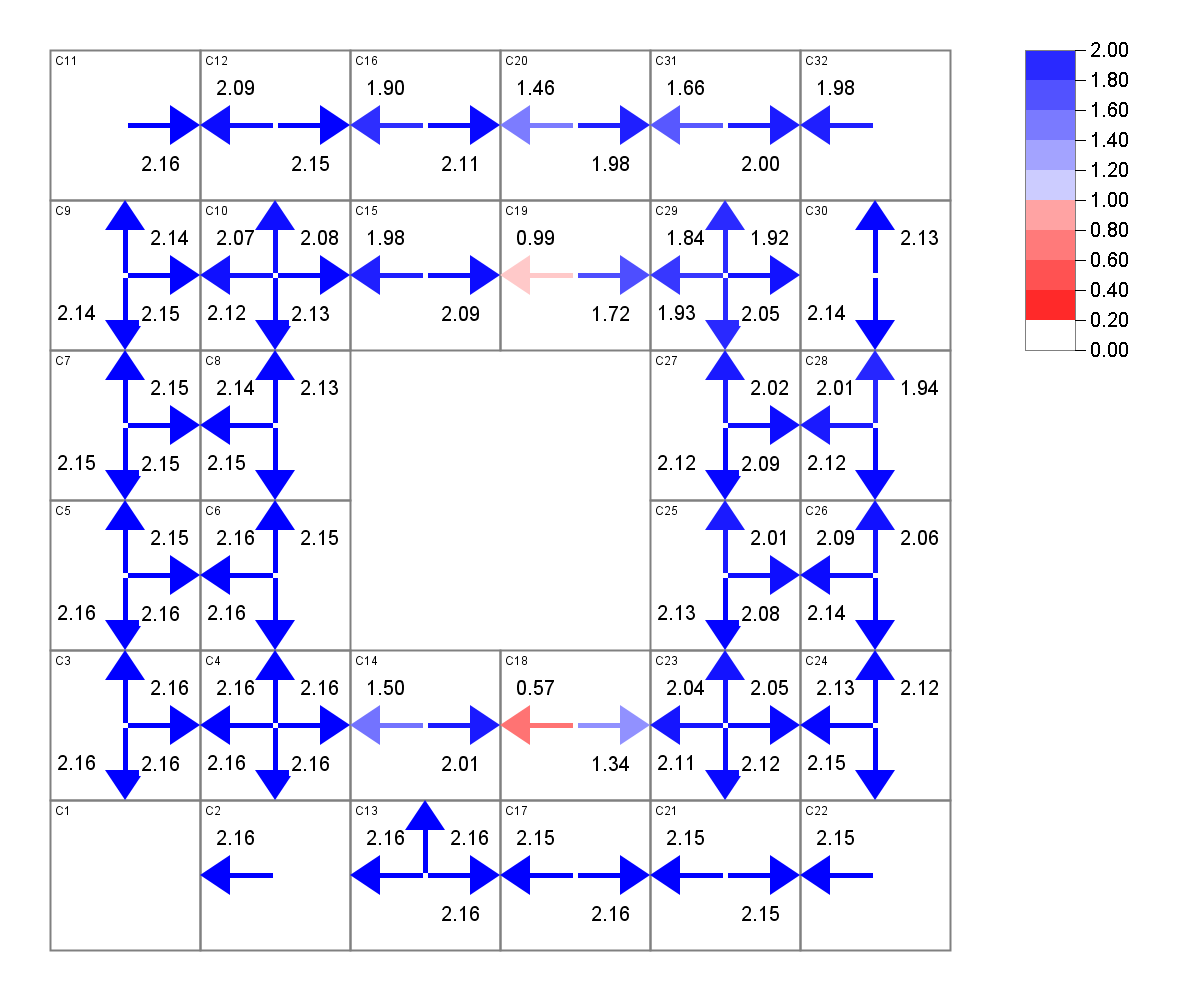 C11 C12 C16 C20 C31 C32 2.00
2.09 1.90 1.46 1.66 1.98 1.80
1.60
2.16 2.15 2.11 1.98 2.00 1.40
1.20
C9 C10 C15 C19 C29 C30 1.00
2.14 2.07 2.08 1.98 0.99 1.84 1.92 2.13 0.80
0.60
0.40
2.14 2.15 2.12 2.13 2.09 1.72 1.93 2.05 2.14 0.20
0.00
C7 C8 C27 C28
2.15 2.14 2.13 2.02 2.01 1.94
2.15 2.15 2.15 2.12 2.09 2.12
C5 C6 C25 C26
2.15 2.16 2.15 2.01 2.09 2.06
2.16 2.16 2.16 2.13 2.08 2.14
C3 C4 C14 C18 C23 C24
2.16 2.16 2.16 1.50 0.57 2.04 2.05 2.13 2.12
2.16 2.16 2.16 2.16 2.01 1.34 2.11 2.12 2.15
C1 C2 C13 C17 C21 C22
2.16 2.16 2.16 2.15 2.15 2.15
2.16 2.16 2.15